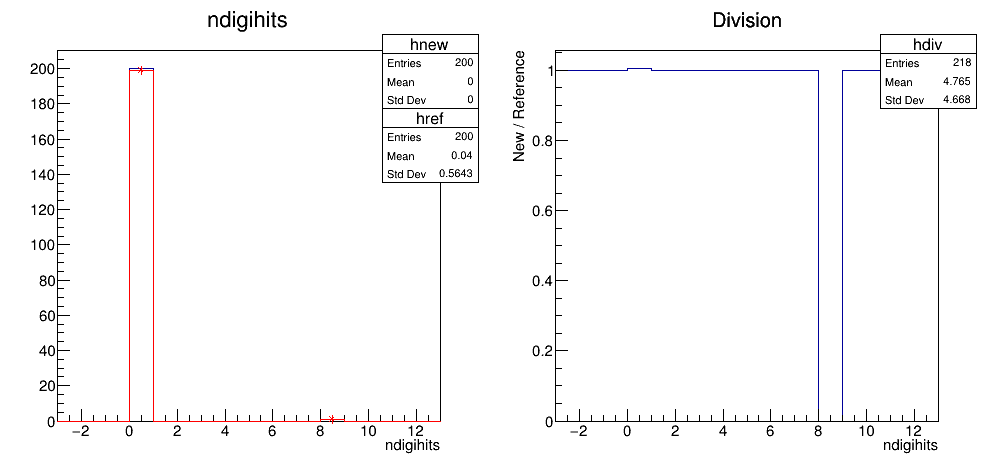 ndigihits
hnew
Entries 200
Mean 0
Std Dev 0
href
Entries 200
Mean 0.04
Std Dev 0.5643
200
180
160
140
120
100
80
60
40
20
0
−2 0 2 4 6 8 10 12
ndigihits
Division
hdiv
Entries 218
Mean 4.765
Std Dev 4.668
New / Reference
1
0.8
0.6
0.4
0.2
0
−2 0 2 4 6 8 10 12
ndigihits